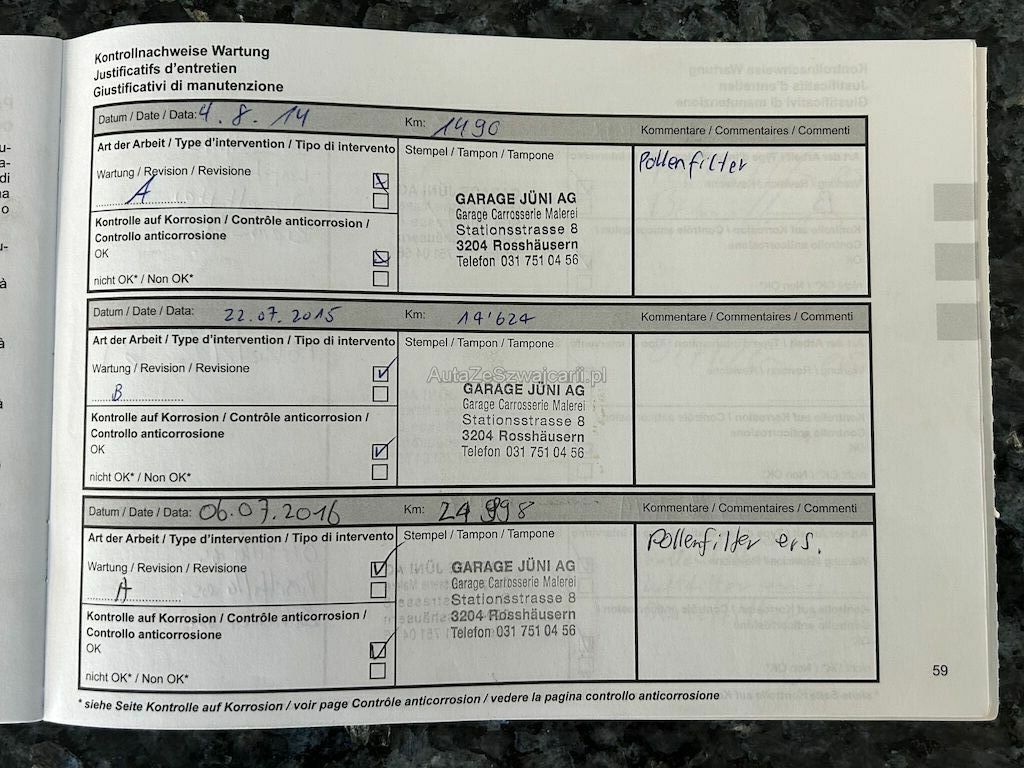 Kontrollnachweise Wartung
Justificatifs d'entretien
Giustificativi di manutenzione
Datum / Date / Data: 4.8.14 Km: 1490 Kommentare / Commentaires / Commenti
Art der Arbeit / Type d'intervention / Tipo di intervento Stempel / Tampon / Tampone Pollenfilter
Wartung / Revision / Revisione
A
GARAGE JÜNI AG
Garage Carrosserie Malerei
Stationsstrasse 8
3204 Rosshäusern
Telefon 031 751 04 56
Kontrolle auf Korrosion / Contrôle anticorrosion /
Controllo anticorrosione
OK
nicht OK* / Non OK*
Datum / Date / Data: 22.07.2015 Km: 14'624 Kommentare / Commentaires / Commenti
Art der Arbeit / Type d'intervention / Tipo di intervento Stempel / Tampon / Tampone
Wartung / Revision / Revisione
B
AutaZeSzwajcarii.pl
GARAGE JÜNI AG
Garage Carrosserie Malerei
Stationsstrasse 8
3204 Rosshäusern
Telefon 031 751 04 56
Kontrolle auf Korrosion / Contrôle anticorrosion /
Controllo anticorrosione
OK
nicht OK* / Non OK*
Datum / Date / Data: 06.07.2016 Km: 24 998 Kommentare / Commentaires / Commenti
Art der Arbeit / Type d'intervention / Tipo di intervento Stempel / Tampon / Tampone Pollenfilter ers.
Wartung / Revision / Revisione
A
GARAGE JÜNI AG
Garage Carrosserie Malerei
Stationsstrasse 8
3204 Rosshäusern
Telefon 031 751 04 56
Kontrolle auf Korrosion / Contrôle anticorrosion /
Controllo anticorrosione
OK
nicht OK* / Non OK*
59
* siehe Seite Kontrolle auf Korrosion / voir page Contrôle anticorrosion / vedere la pagina controllo anticorrosione